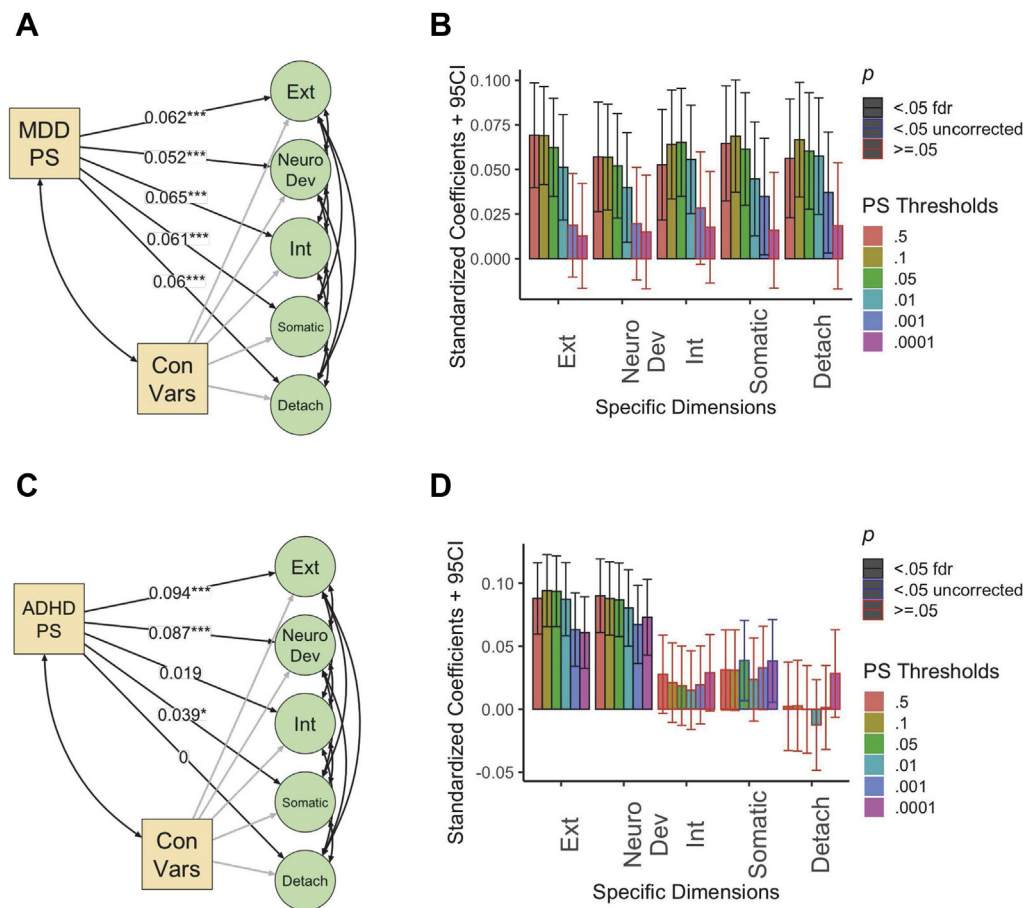 A
MDD
PS
0.062***
0.052***
0.065***
0.061***
0.06***
Ext
Neuro
Dev
Int
Somatic
Detach
Con
Vars
B
Standardized Coefficients + 95CI
0.100
0.075
0.050
0.025
0.000
Ext
Neuro
Dev
Int
Somatic
Detach
Specific Dimensions
p
<.05 fdr
<.05 uncorrected
>=.05
PS Thresholds
.5
.1
.05
.01
.001
.0001
C
ADHD
PS
0.094***
0.087***
0.019
0.039*
0
Ext
Neuro
Dev
Int
Somatic
Detach
Con
Vars
D
Standardized Coefficients + 95CI
0.10
0.05
0.00
-0.05
Ext
Neuro
Dev
Int
Somatic
Detach
Specific Dimensions
p
<.05 fdr
<.05 uncorrected
>=.05
PS Thresholds
.5
.1
.05
.01
.001
.0001